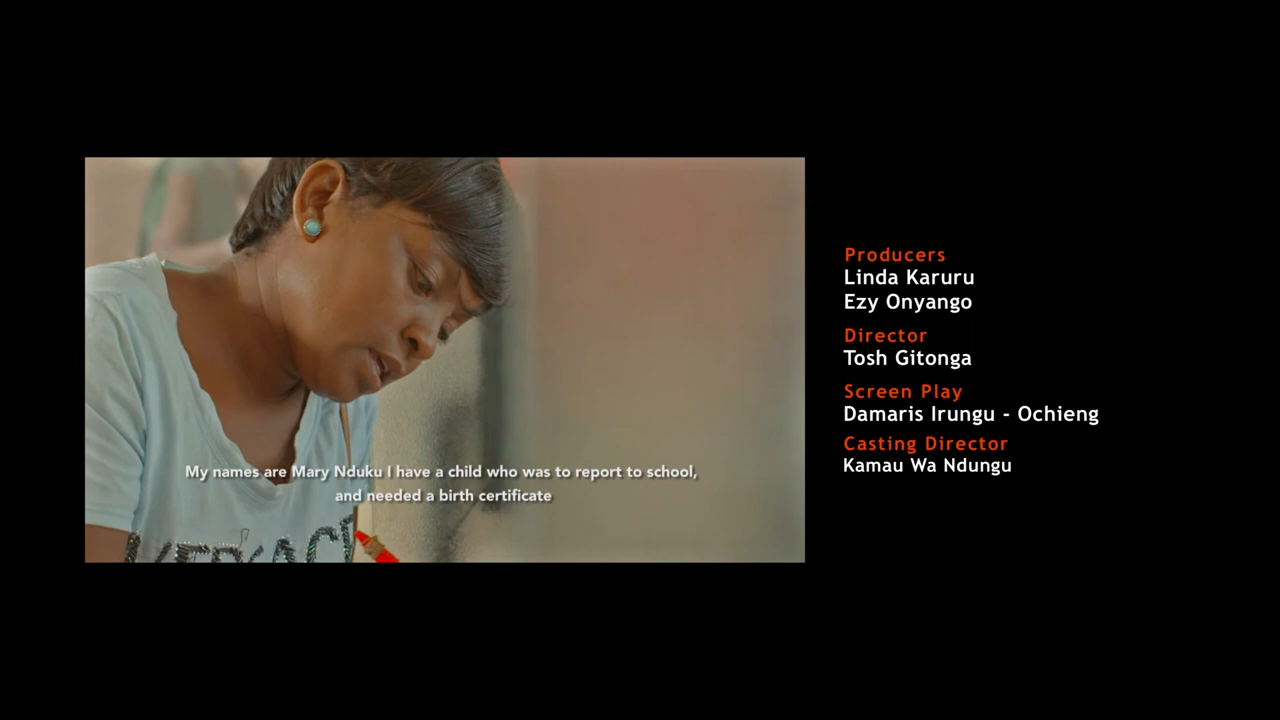 My names are Mary Nduku I have a child who was to report to school,
and needed a birth certificate
Producers
Linda Karuru
Ezy Onyango
Director
Tosh Gitonga
Screen Play
Damaris Irungu - Ochieng
Casting Director
Kamau Wa Ndungu